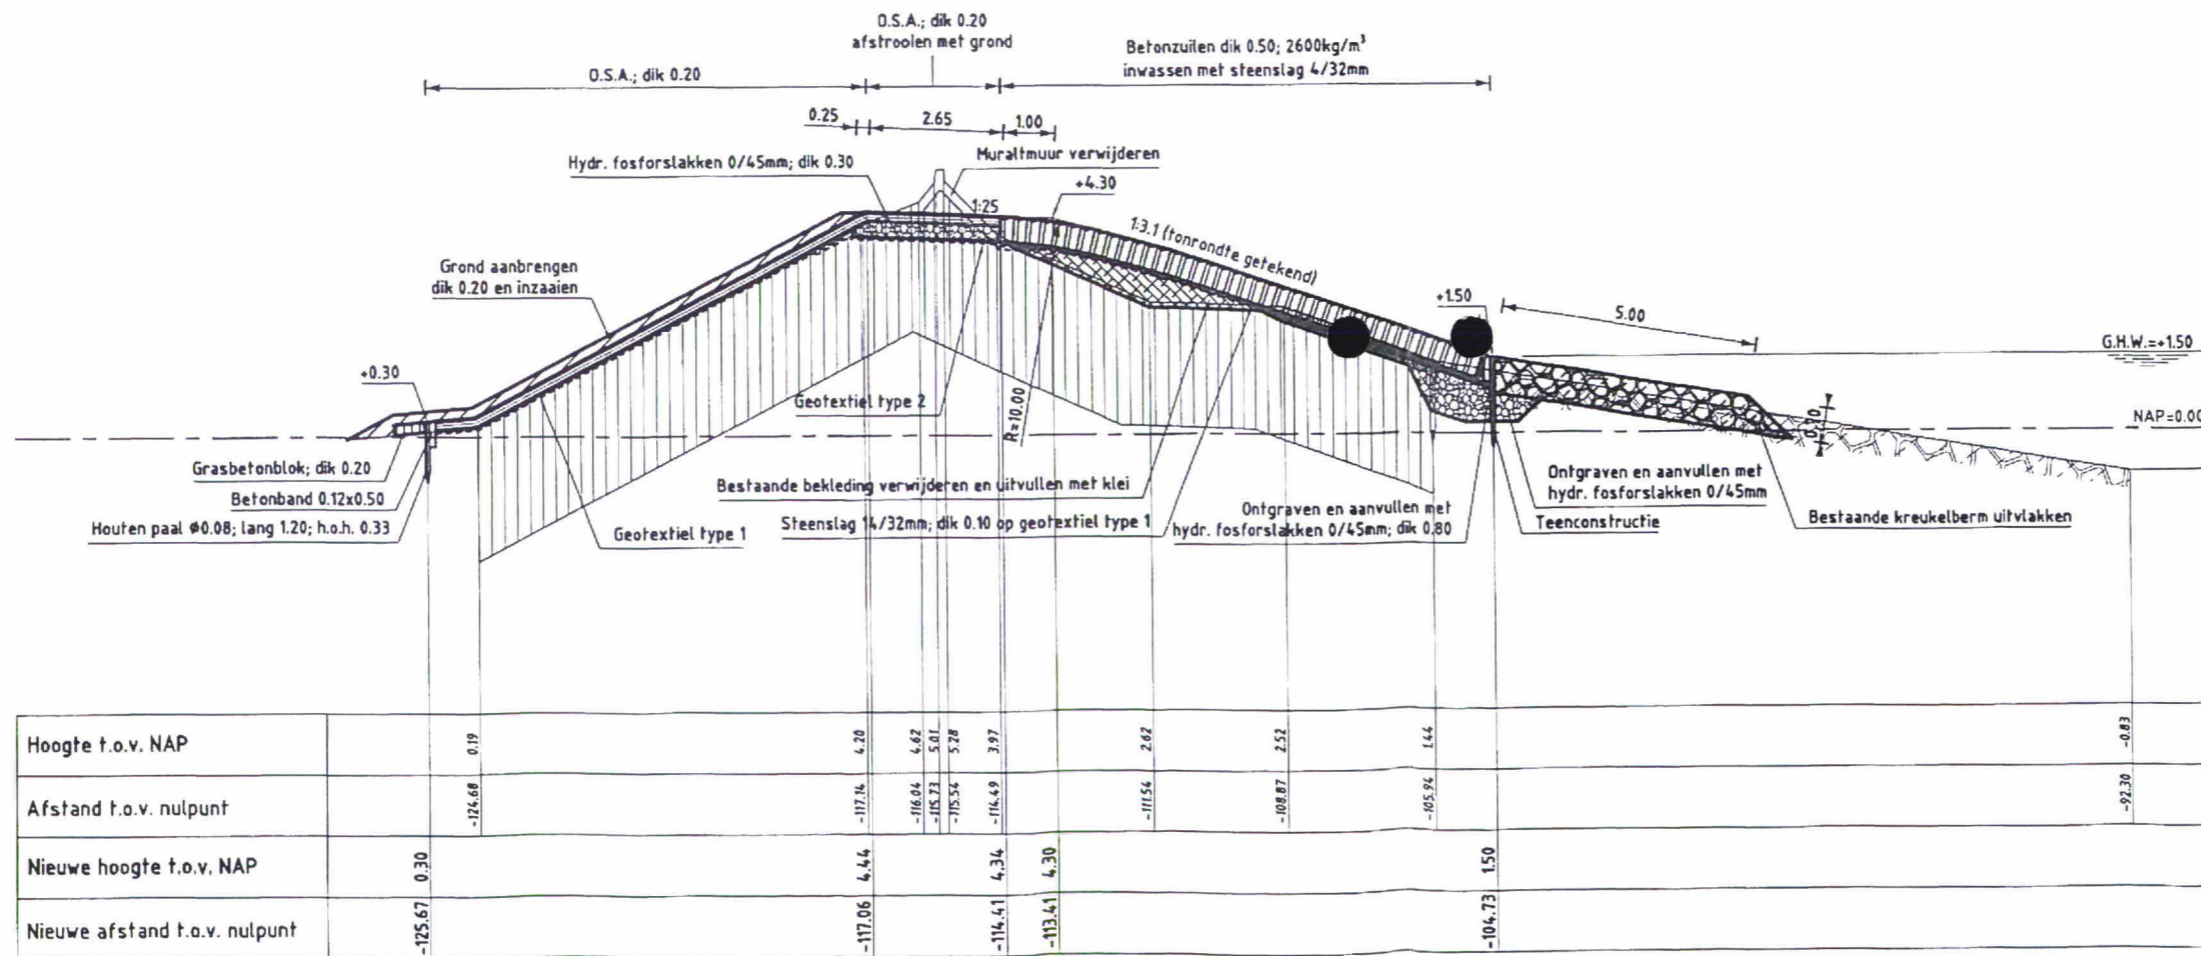 O.S.A.; dik 0.20
afstrooien met grond
Betonzuilen dik 0.50; 2600kg/m³
inwassen met steenslag 4/32mm
O.S.A.; dik 0.20
0.25
2.65
1.00
Hydr. fosforslakken 0/45mm; dik 0.30
Muraltmuur verwijderen
+4.30
1:25
1:3.1 (tonrondte getekend)
Grond aanbrengen
dik 0.20 en inzaaien
+1.50
5.00
G.H.W.=+1.50
+0.30
Geotextiel type 2
R=10.00
0.70
NAP=0.00
Grasbetonblok; dik 0.20
Betonband 0.12x0.50
Houten paal ø0.08; lang 1.20; h.o.h. 0.33
Geotextiel type 1
Bestaande bekleding verwijderen en uitvullen met klei
Steenslag 14/32mm; dik 0.10 op geotextiel type 1
Ontgraven en aanvullen met
hydr. fosforslakken 0/45mm; dik 0.80
Ontgraven en aanvullen met
hydr. fosforslakken 0/45mm
Teenconstructie
Bestaande kreukelberm uitvlakken
Hoogte t.o.v. NAP 0.19 4.20 4.62 5.01 5.28 3.97 2.62 2.52 1.44 -0.83
Afstand t.o.v. nulpunt -124.68 -117.14 -116.04 -115.73 -115.54 -114.49 -111.54 -108.87 -105.94 -92.30
Nieuwe hoogte t.o.v. NAP 0.30 4.44 4.34 4.30 1.50
Nieuwe afstand t.o.v. nulpunt -125.67 -117.06 -114.41 -113.41 -104.73